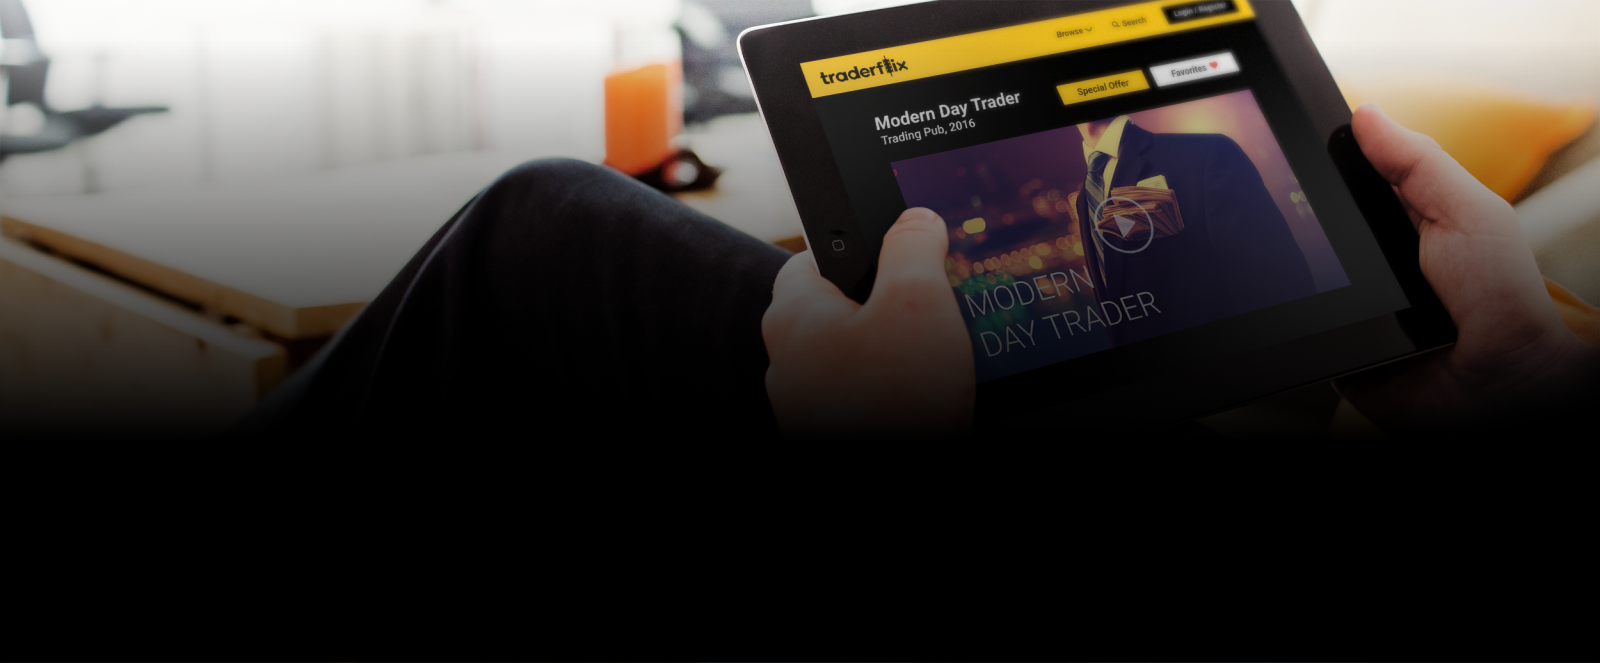 traderflix
Browse
Search
Login / Register
Modern Day Trader
Trading Pub, 2016
Special Offer
Favorites
MODERN
DAY TRADER